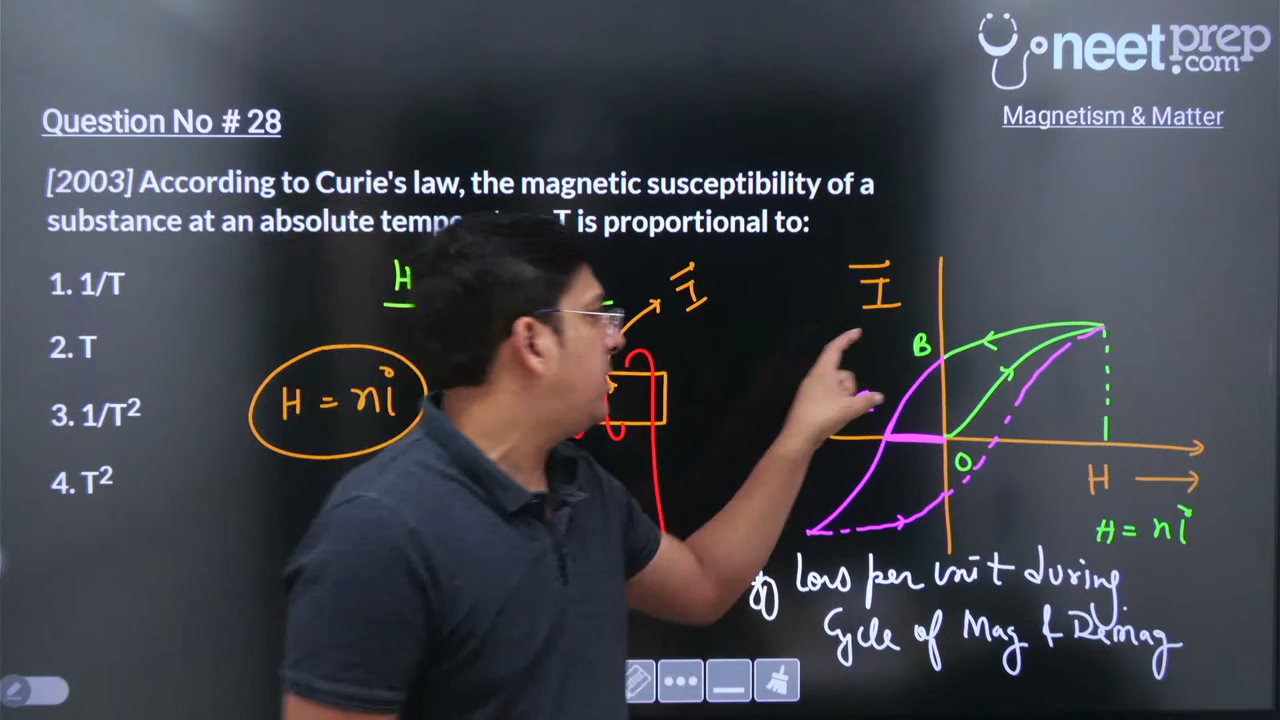 neetprep
.com
Magnetism & Matter
Question No # 28
[2003] According to Curie's law, the magnetic susceptibility of a
substance at an absolute T is proportional to:
1. 1/T
2. T
3. 1/T²
4. T²
H
H = ni
I
I
B
O
H
H = ni
Loss per unit during
Cycle of Mag & Demag